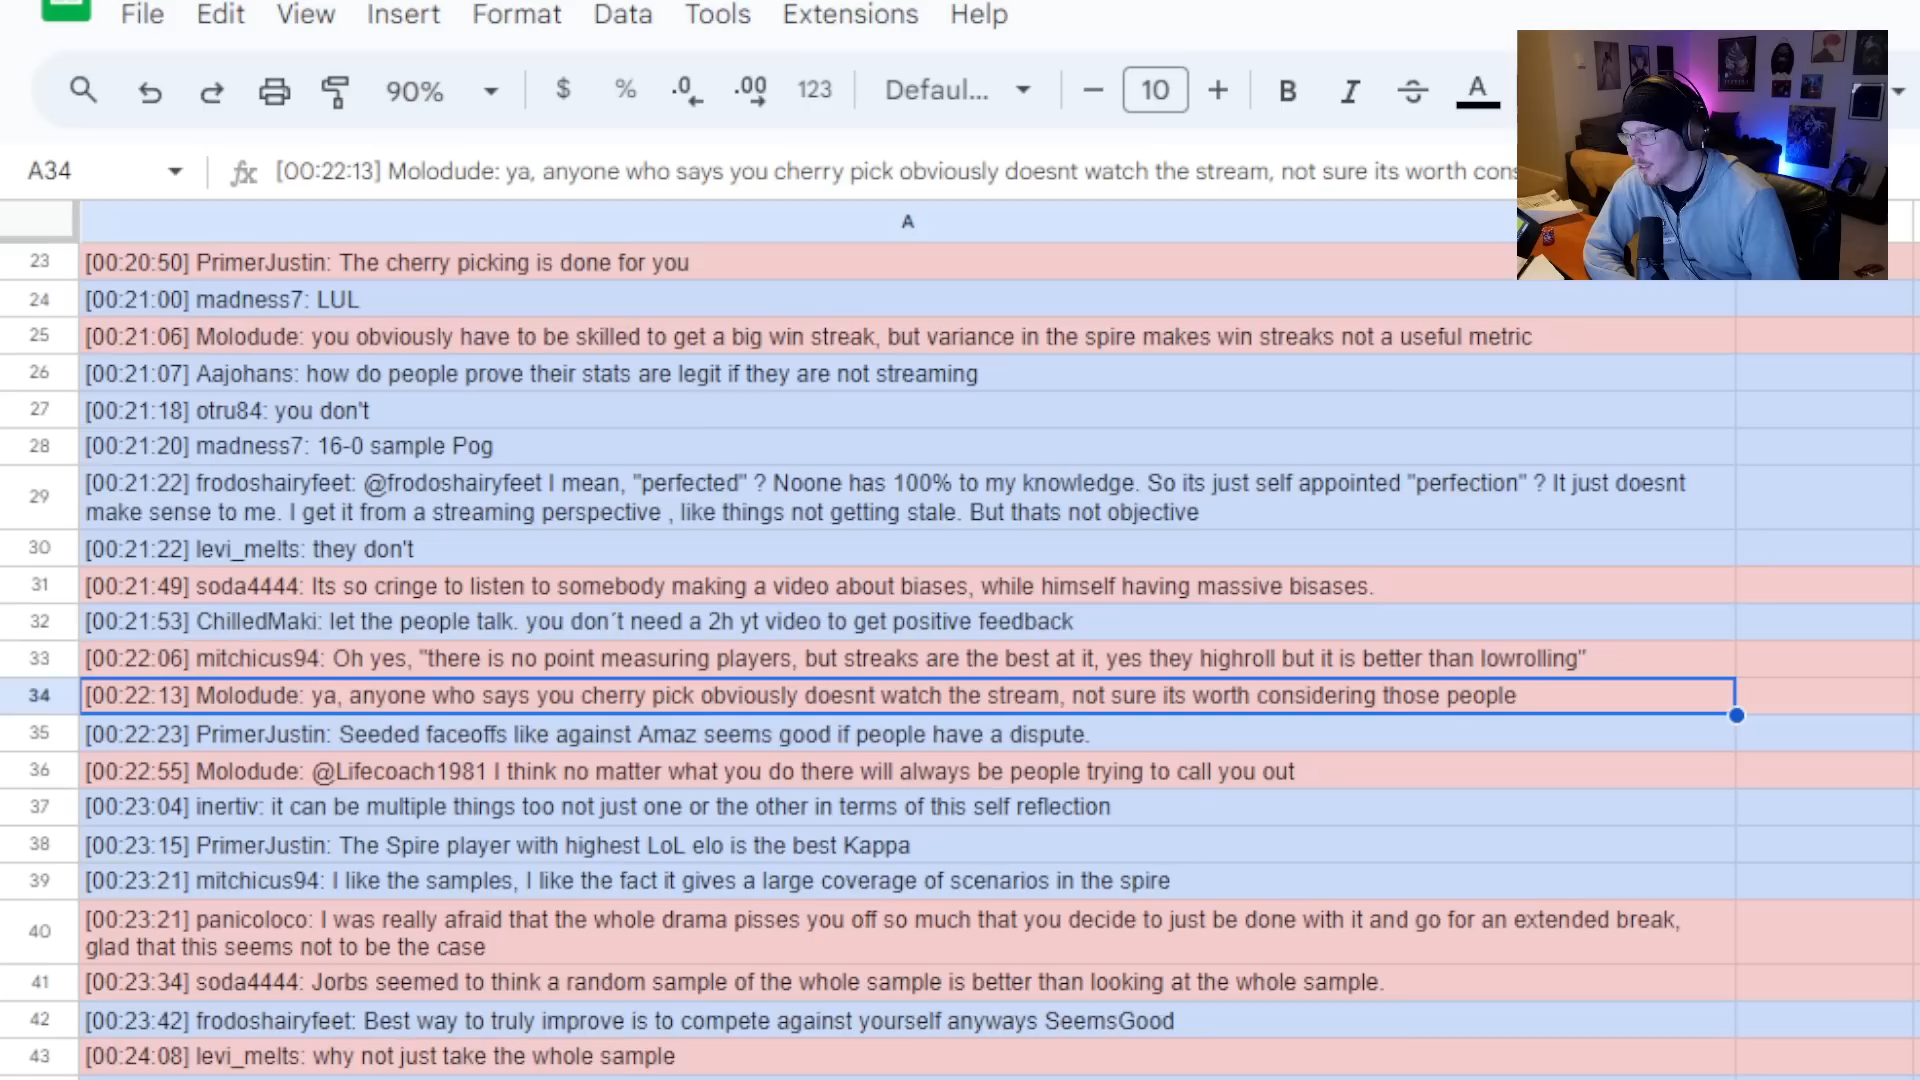 File Edit View Insert Format Data Tools Extensions Help
90% $ % .0 .00 123 Defaul... − 10 + B I S A
A34 fx [00:22:13] Molodude: ya, anyone who says you cherry pick obviously doesnt watch the stream, not sure its worth cons
A
23 [00:20:50] PrimerJustin: The cherry picking is done for you
24 [00:21:00] madness7: LUL
25 [00:21:06] Molodude: you obviously have to be skilled to get a big win streak, but variance in the spire makes win streaks not a useful metric
26 [00:21:07] Aajohans: how do people prove their stats are legit if they are not streaming
27 [00:21:18] otru84: you don't
28 [00:21:20] madness7: 16-0 sample Pog
29 [00:21:22] frodoshairyfeet: @frodoshairyfeet I mean, "perfected" ? Noone has 100% to my knowledge. So its just self appointed "perfection" ? It just doesnt
make sense to me. I get it from a streaming perspective , like things not getting stale. But thats not objective
30 [00:21:22] levi_melts: they don't
31 [00:21:49] soda4444: Its so cringe to listen to somebody making a video about biases, while himself having massive bisases.
32 [00:21:53] ChilledMaki: let the people talk. you don´t need a 2h yt video to get positive feedback
33 [00:22:06] mitchicus94: Oh yes, "there is no point measuring players, but streaks are the best at it, yes they highroll but it is better than lowrolling"
34 [00:22:13] Molodude: ya, anyone who says you cherry pick obviously doesnt watch the stream, not sure its worth considering those people
35 [00:22:23] PrimerJustin: Seeded faceoffs like against Amaz seems good if people have a dispute.
36 [00:22:55] Molodude: @Lifecoach1981 I think no matter what you do there will always be people trying to call you out
37 [00:23:04] inertiv: it can be multiple things too not just one or the other in terms of this self reflection
38 [00:23:15] PrimerJustin: The Spire player with highest LoL elo is the best Kappa
39 [00:23:21] mitchicus94: I like the samples, I like the fact it gives a large coverage of scenarios in the spire
40 [00:23:21] panicoloco: I was really afraid that the whole drama pisses you off so much that you decide to just be done with it and go for an extended break,
glad that this seems not to be the case
41 [00:23:34] soda4444: Jorbs seemed to think a random sample of the whole sample is better than looking at the whole sample.
42 [00:23:42] frodoshairyfeet: Best way to truly improve is to compete against yourself anyways SeemsGood
43 [00:24:08] levi_melts: why not just take the whole sample